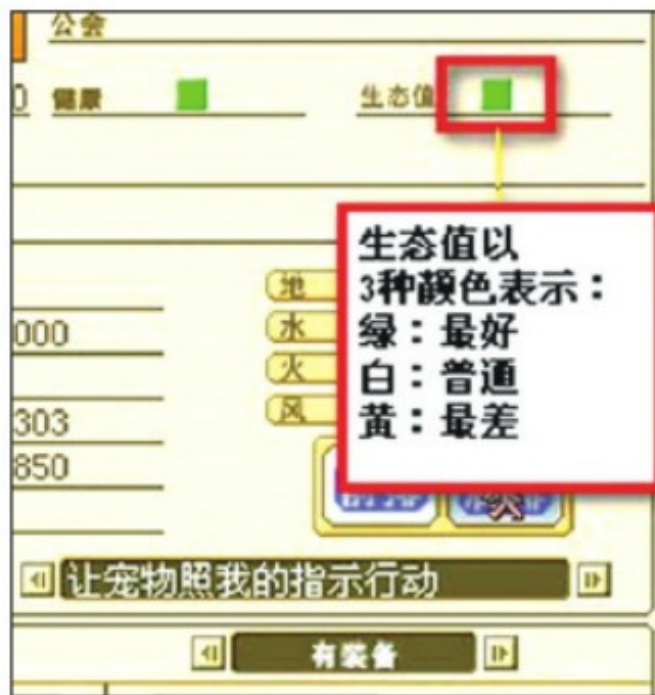 公会
0 健康 生态值
生态值以
3种颜色表示：
绿：最好
白：普通
黄：最差
地
000 水
火
303 风
850
让宠物照我的指示行动
有装备